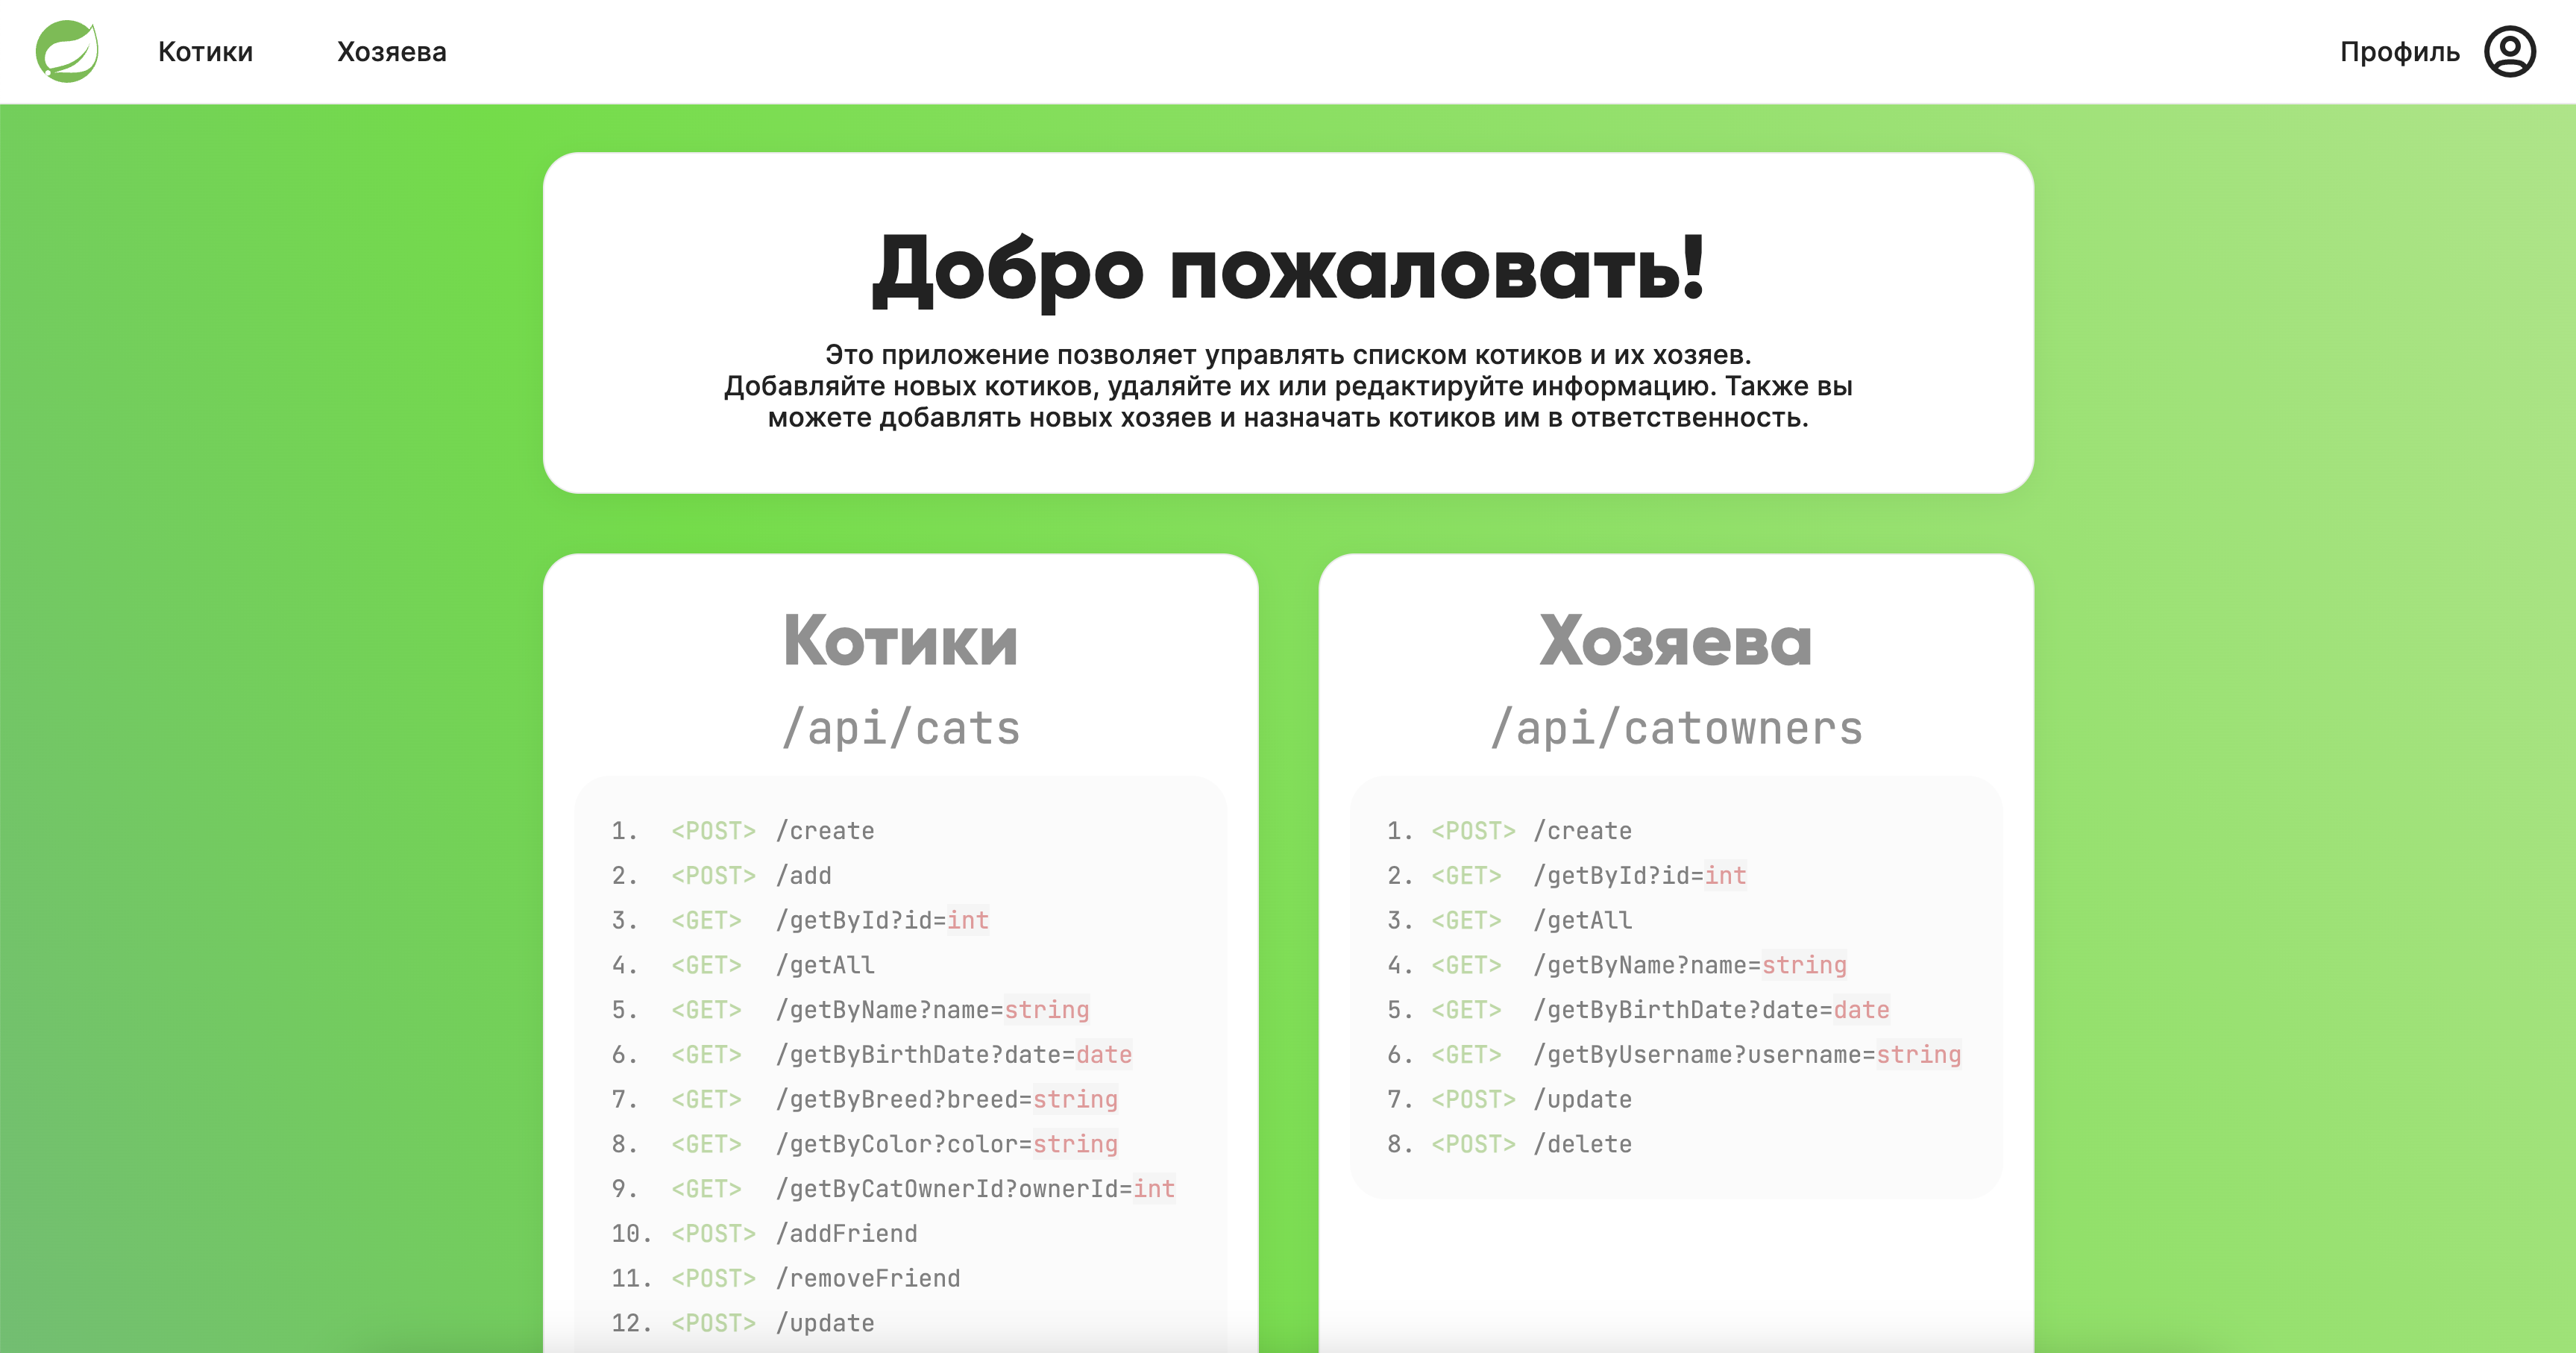 Котики
Хозяева
Профиль
Добро пожаловать!
Это приложение позволяет управлять списком котиков и их хозяев.
Добавляйте новых котиков, удаляйте их или редактируйте информацию. Также вы
можете добавлять новых хозяев и назначать котиков им в ответственность.
Котики
/api/cats
1. <POST> /create
2. <POST> /add
3. <GET> /getById?id=int
4. <GET> /getAll
5. <GET> /getByName?name=string
6. <GET> /getByBirthDate?date=date
7. <GET> /getByBreed?breed=string
8. <GET> /getByColor?color=string
9. <GET> /getByCatOwnerId?ownerId=int
10. <POST> /addFriend
11. <POST> /removeFriend
12. <POST> /update
Хозяева
/api/catowners
1. <POST> /create
2. <GET> /getById?id=int
3. <GET> /getAll
4. <GET> /getByName?name=string
5. <GET> /getByBirthDate?date=date
6. <GET> /getByUsername?username=string
7. <POST> /update
8. <POST> /delete